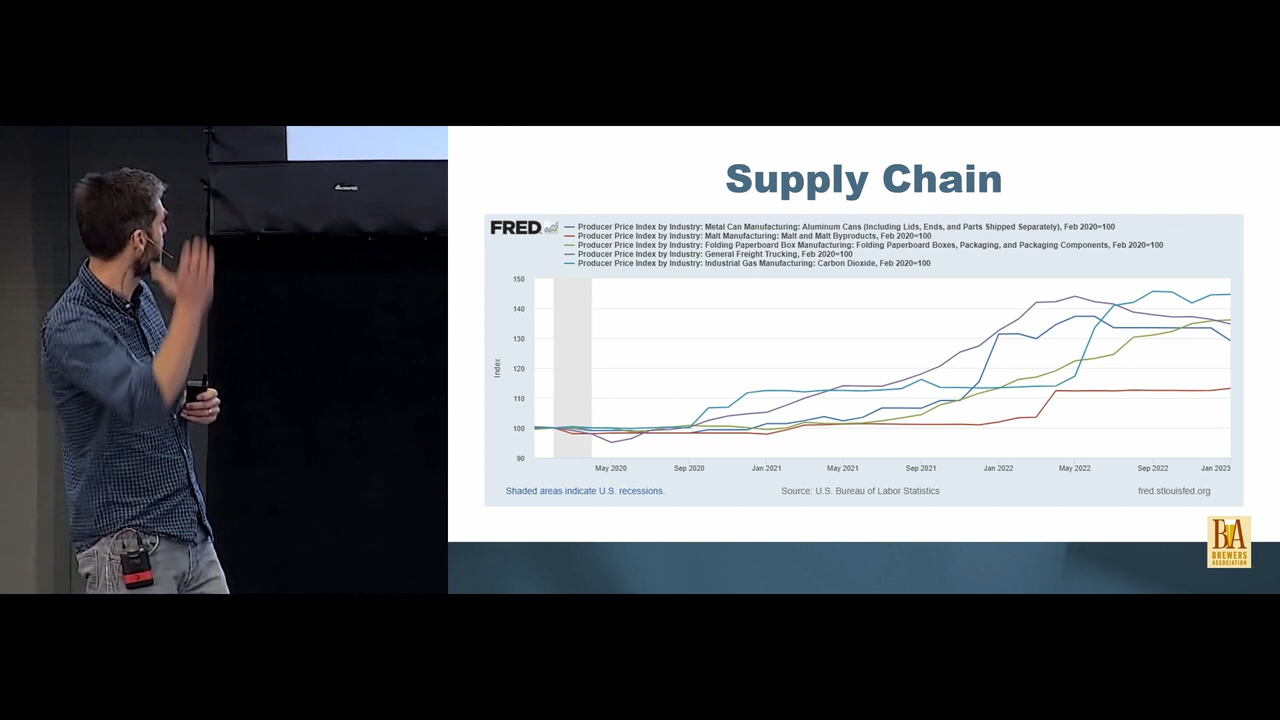 Supply Chain
FRED
Producer Price Index by Industry: Metal Can Manufacturing: Aluminum Cans (Including Lids, Ends, and Parts Shipped Separately), Feb 2020=100
Producer Price Index by Industry: Malt Manufacturing: Malt and Malt Byproducts, Feb 2020=100
Producer Price Index by Industry: Folding Paperboard Box Manufacturing: Folding Paperboard Boxes, Packaging, and Packaging Components, Feb 2020=100
Producer Price Index by Industry: General Freight Trucking, Feb 2020=100
Producer Price Index by Industry: Industrial Gas Manufacturing: Carbon Dioxide, Feb 2020=100
150
140
130
120
110
100
90
Index
May 2020 Sep 2020 Jan 2021 May 2021 Sep 2021 Jan 2022 May 2022 Sep 2022 Jan 2023
Shaded areas indicate U.S. recessions. Source: U.S. Bureau of Labor Statistics fred.stlouisfed.org
BA
BREWERS
ASSOCIATION